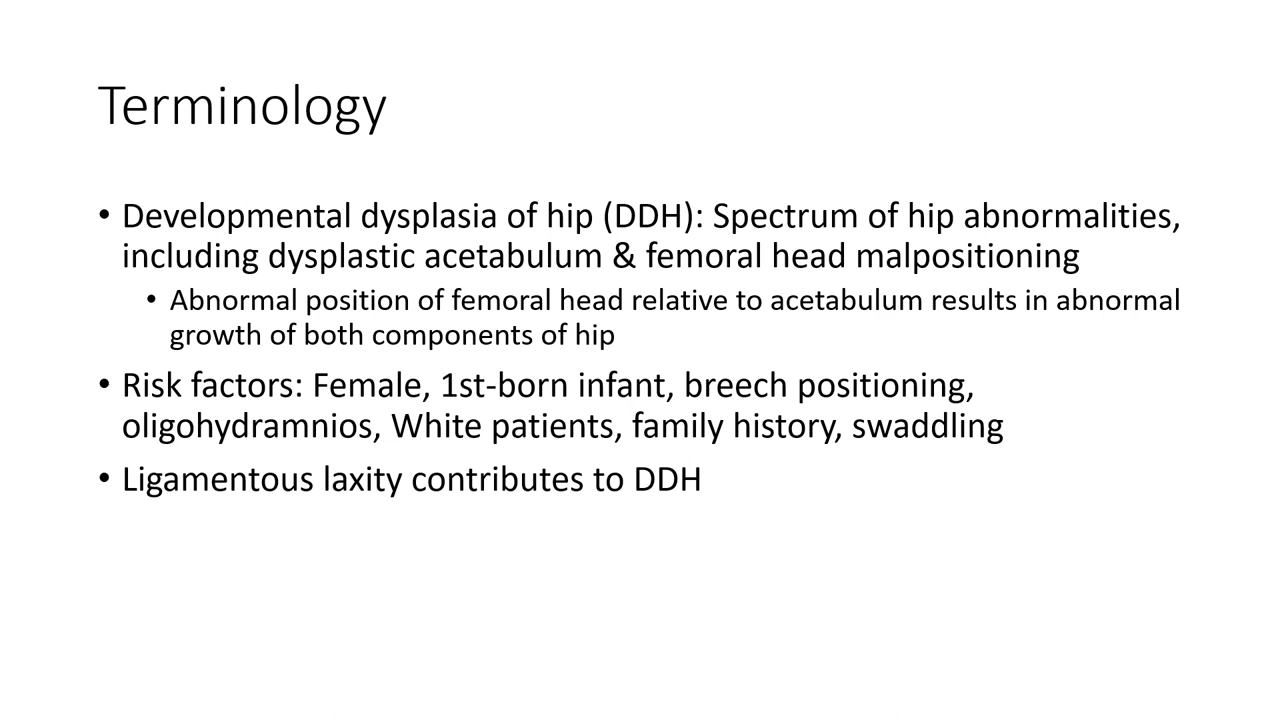 Terminology
• Developmental dysplasia of hip (DDH): Spectrum of hip abnormalities,
including dysplastic acetabulum & femoral head malpositioning
• Abnormal position of femoral head relative to acetabulum results in abnormal
growth of both components of hip
• Risk factors: Female, 1st-born infant, breech positioning,
oligohydramnios, White patients, family history, swaddling
• Ligamentous laxity contributes to DDH